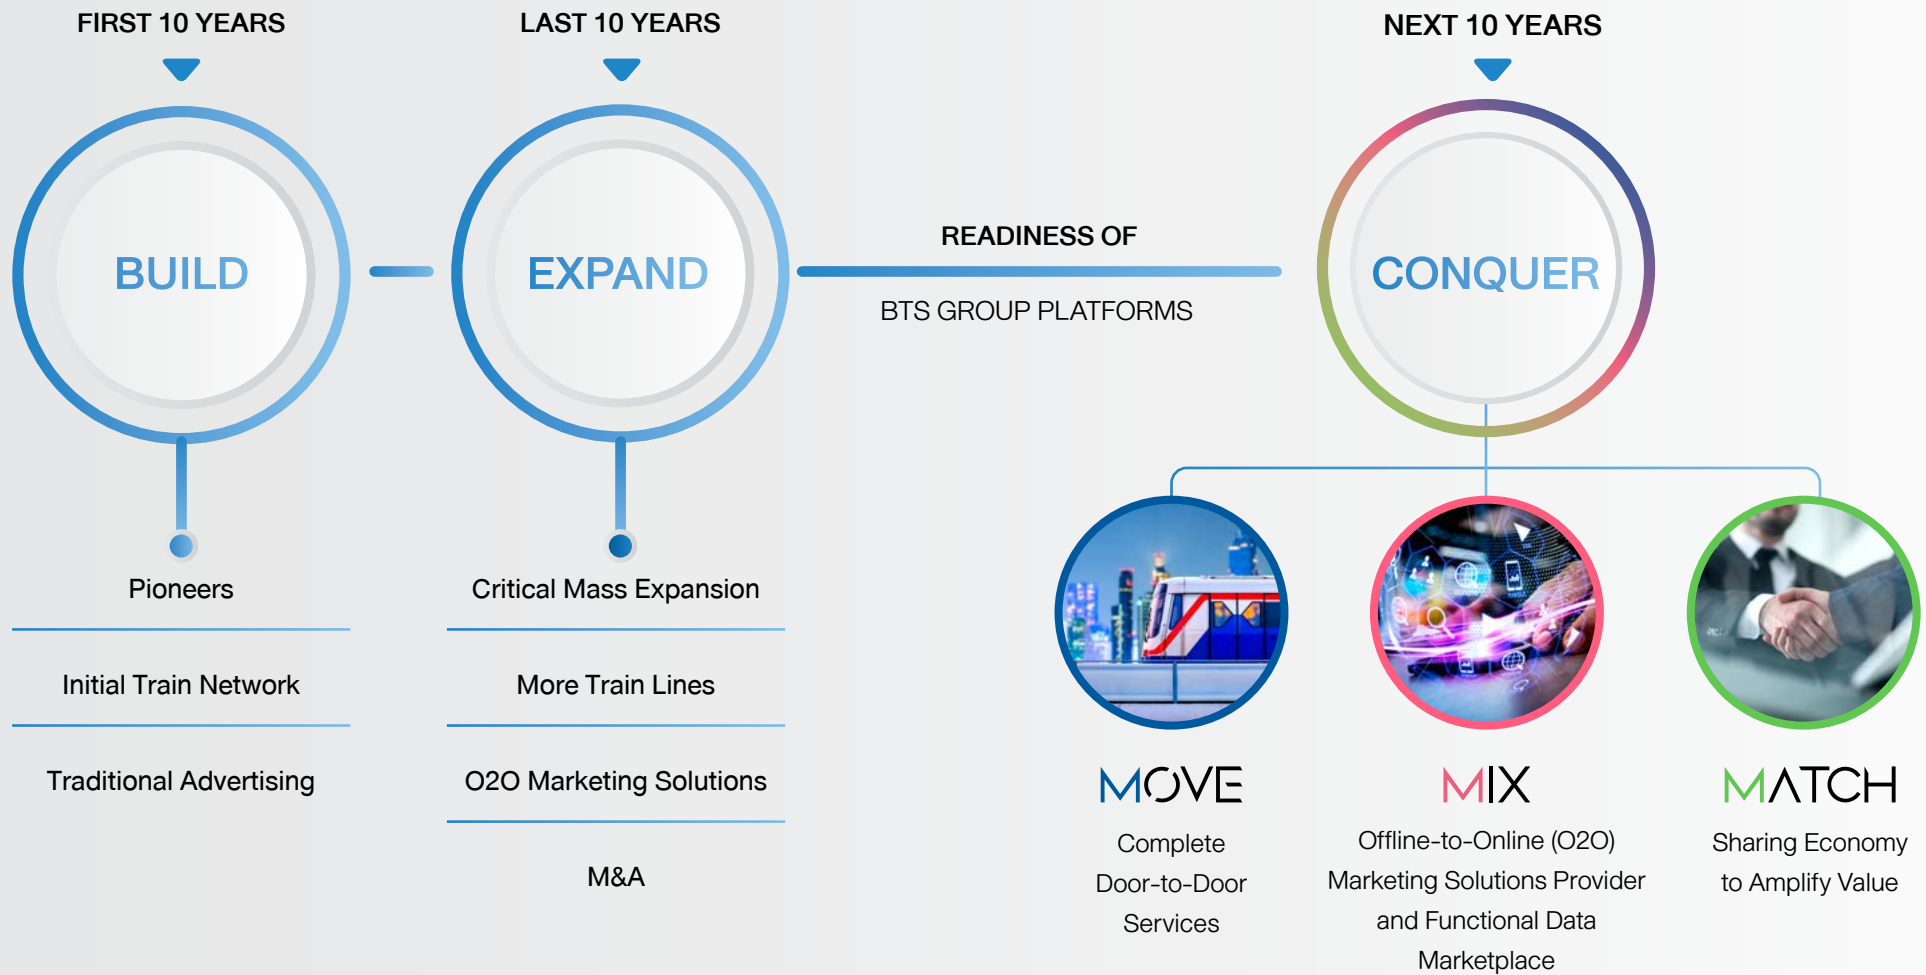 FIRST 10 YEARS
BUILD
Pioneers
Initial Train Network
Traditional Advertising
LAST 10 YEARS
EXPAND
Critical Mass Expansion
More Train Lines
O2O Marketing Solutions
M&A
READINESS OF
BTS GROUP PLATFORMS
NEXT 10 YEARS
CONQUER
MOVE
Complete
Door-to-Door
Services
MIX
Offline-to-Online (O2O)
Marketing Solutions Provider
and Functional Data
Marketplace
MATCH
Sharing Economy
to Amplify Value